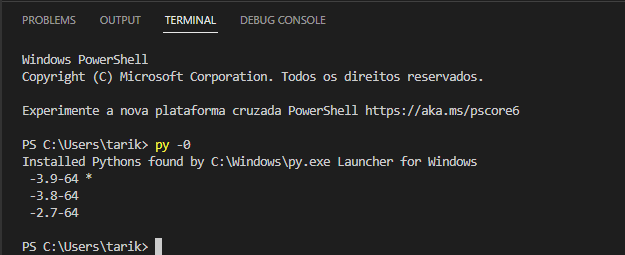 PROBLEMS OUTPUT TERMINAL DEBUG CONSOLE
Windows PowerShell
Copyright (C) Microsoft Corporation. Todos os direitos reservados.
Experimente a nova plataforma cruzada PowerShell https://aka.ms/pscore6
PS C:\Users\tarik> py -0
Installed Pythons found by C:\Windows\py.exe Launcher for Windows
-3.9-64 *
-3.8-64
-2.7-64
PS C:\Users\tarik>